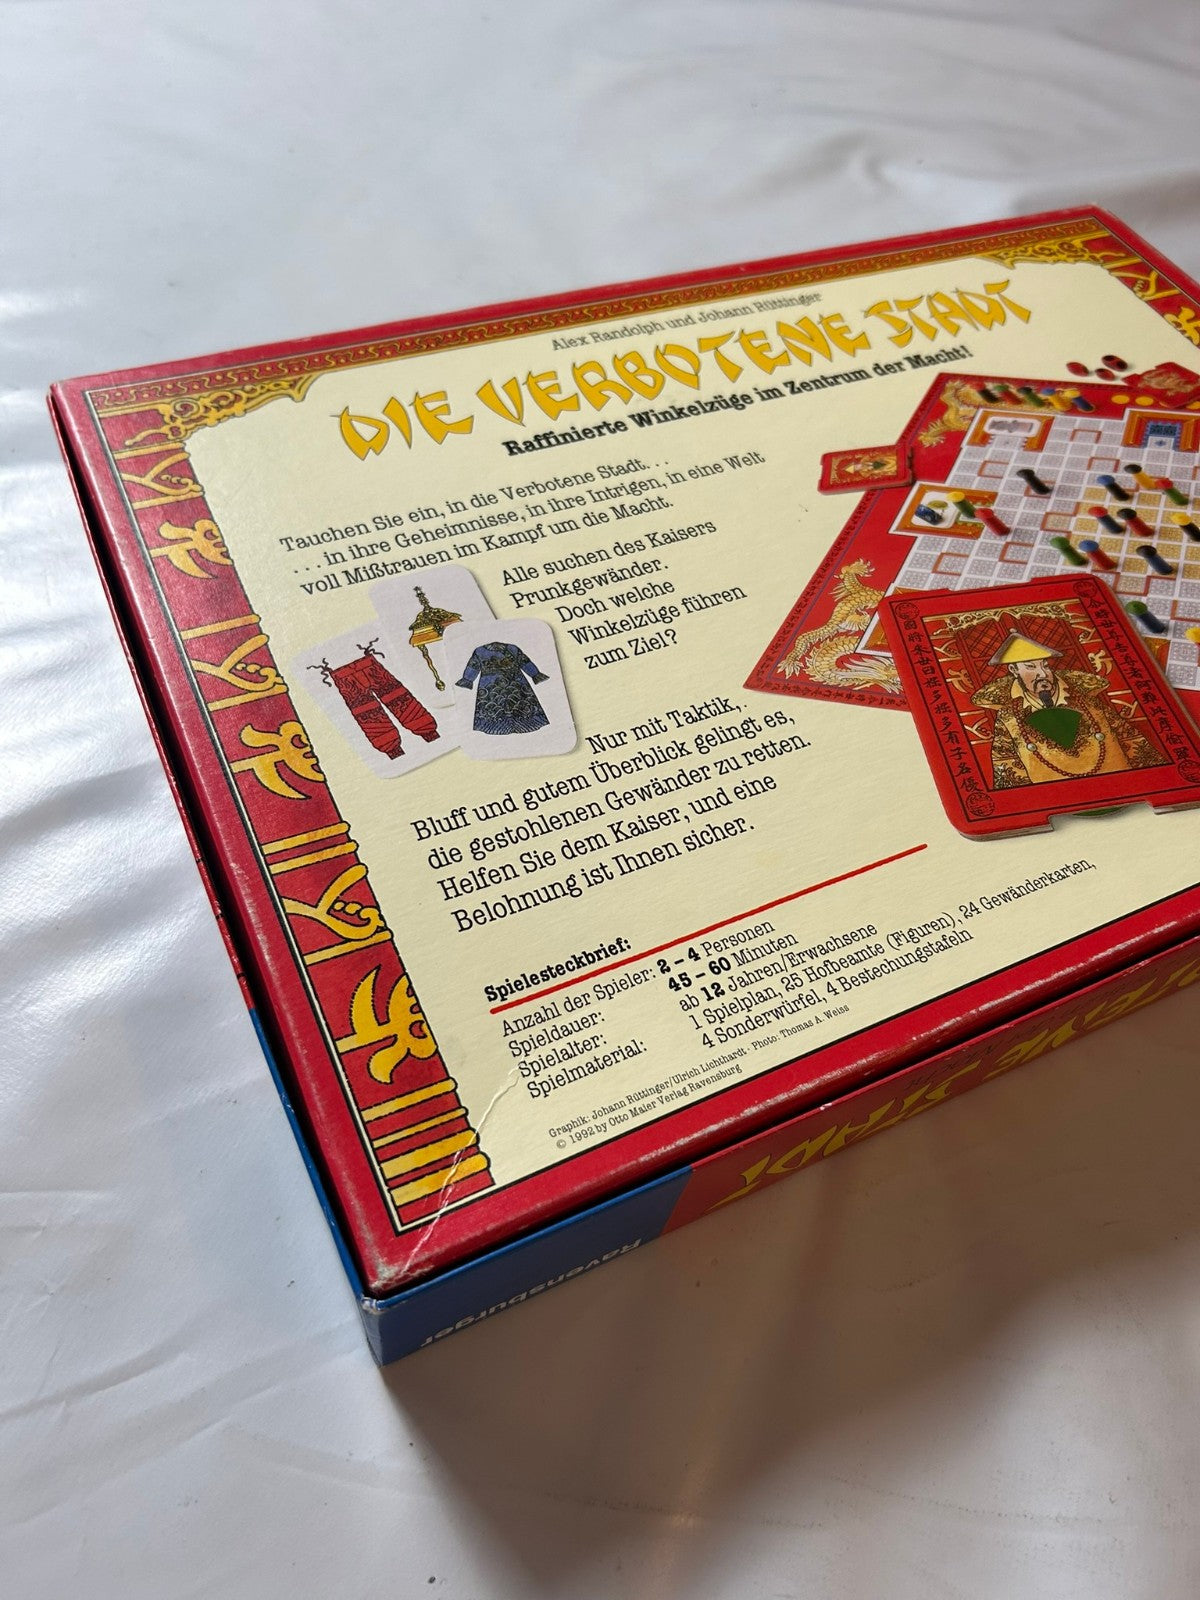 Alex Randolph und Johann Rüttinger
DIE VERBOTENE STADT
Raffinierte Winkelzüge im Zentrum der Macht!
Tauchen Sie ein, in die Verbotene Stadt. . .
. . . in ihre Geheimnisse, in ihre Intrigen, in eine Welt
voll Mißtrauen im Kampf um die Macht.
Alle suchen des Kaisers
Prunkgewänder.
Doch welche
Winkelzüge führen
zum Ziel?
Nur mit Taktik,
Bluff und gutem Überblick gelingt es,
die gestohlenen Gewänder zu retten.
Helfen Sie dem Kaiser, und eine
Belohnung ist Ihnen sicher.
Spielesteckbrief:
Anzahl der Spieler: 2 – 4 Personen
Spieldauer: 45 – 60 Minuten
Spielalter: ab 12 Jahren/Erwachsene
Spielmaterial: 1 Spielplan, 25 Hofbeamte (Figuren), 24 Gewänderkarten,
4 Sonderwürfel, 4 Bestechungstafeln
Graphik: Johann Rüttinger/Ulrich Lichthardt · Photo: Thomas A. Weiss
© 1992 by Otto Maier Verlag Ravensburg
Ravensburger